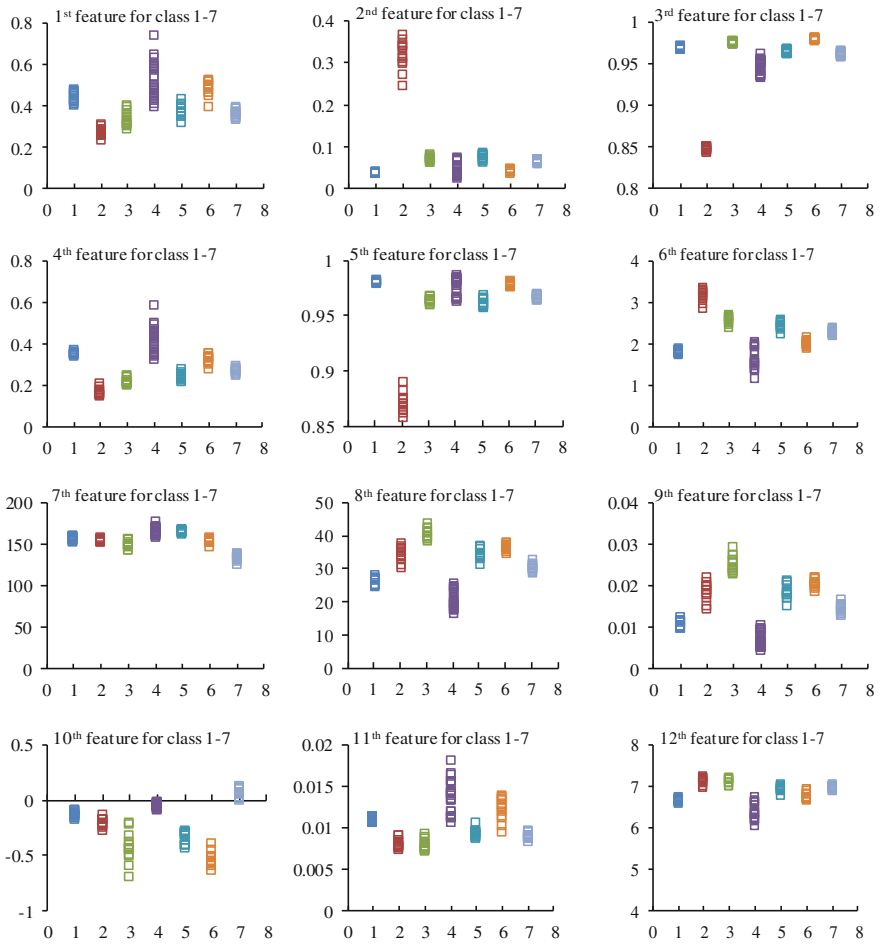 1st feature for class 1-7
0.8
0.6
0.4
0.2
0
0 1 2 3 4 5 6 7 8
2nd feature for class 1-7
0.4
0.3
0.2
0.1
0
0 1 2 3 4 5 6 7 8
3rd feature for class 1-7
1
0.95
0.9
0.85
0.8
0 1 2 3 4 5 6 7 8
4th feature for class 1-7
0.8
0.6
0.4
0.2
0
0 1 2 3 4 5 6 7 8
5th feature for class 1-7
1
0.95
0.9
0.85
0 1 2 3 4 5 6 7 8
6th feature for class 1-7
4
3
2
1
0
0 1 2 3 4 5 6 7 8
7th feature for class 1-7
200
150
100
50
0
0 1 2 3 4 5 6 7 8
8th feature for class 1-7
50
40
30
20
10
0
0 1 2 3 4 5 6 7 8
9th feature for class 1-7
0.04
0.03
0.02
0.01
0
0 1 2 3 4 5 6 7 8
10th feature for class 1-7
0.5
0
-0.5
-1
0 1 2 3 4 5 6 7 8
11th feature for class 1-7
0.02
0.015
0.01
0.005
0
0 1 2 3 4 5 6 7 8
12th feature for class 1-7
8
7
6
5
4
0 1 2 3 4 5 6 7 8